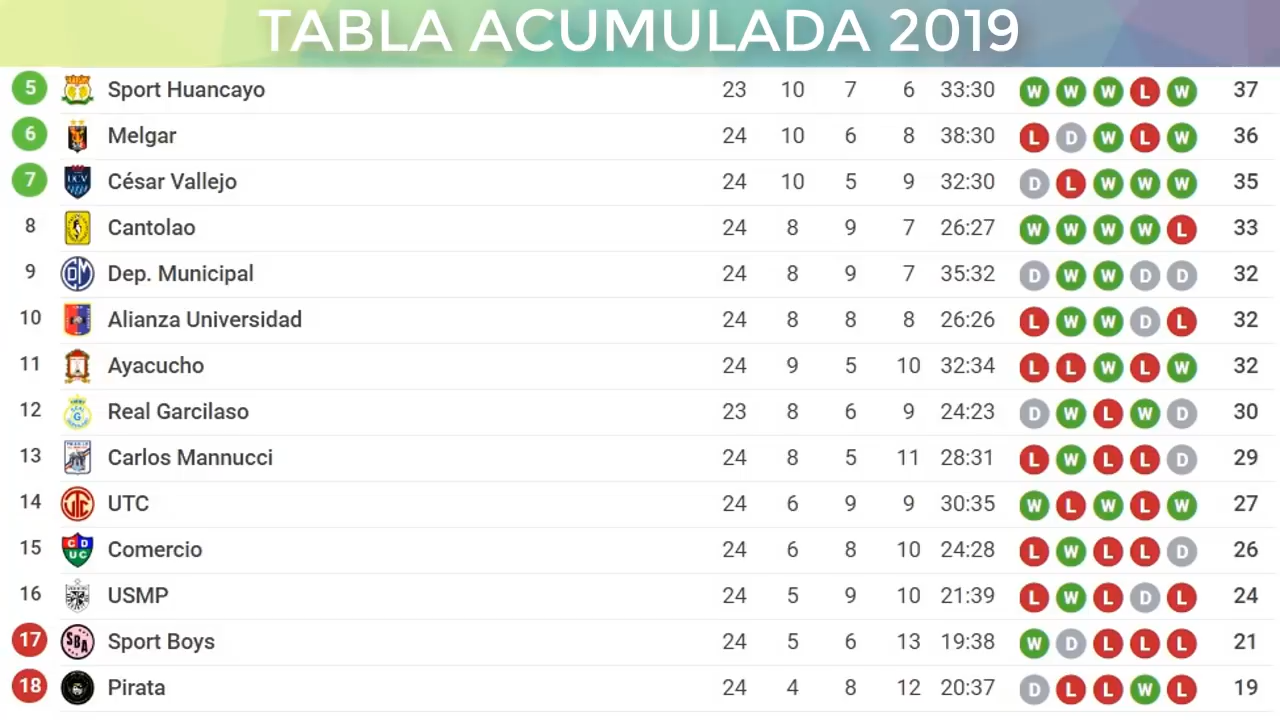 TABLA ACUMULADA 2019
5 Sport Huancayo 23 10 7 6 33:30 W W W L W 37
6 Melgar 24 10 6 8 38:30 L D W L W 36
7 UCV César Vallejo 24 10 5 9 32:30 D L W W W 35
8 Cantolao 24 8 9 7 26:27 W W W W L 33
9 Dep. Municipal 24 8 9 7 35:32 D W W D D 32
10 Alianza Universidad 24 8 8 8 26:26 L W W D L 32
11 Ayacucho 24 9 5 10 32:34 L L W L W 32
12 Real Garcilaso 23 8 6 9 24:23 D W L W D 30
13 Carlos Mannucci 24 8 5 11 28:31 L W L L D 29
14 UTC UTC 24 6 9 9 30:35 W L W L W 27
15 CD UC Comercio 24 6 8 10 24:28 L W L L D 26
16 USMP 24 5 9 10 21:39 L W L D L 24
17 SBA Sport Boys 24 5 6 13 19:38 W D L L L 21
18 Pirata 24 4 8 12 20:37 D L L W L 19